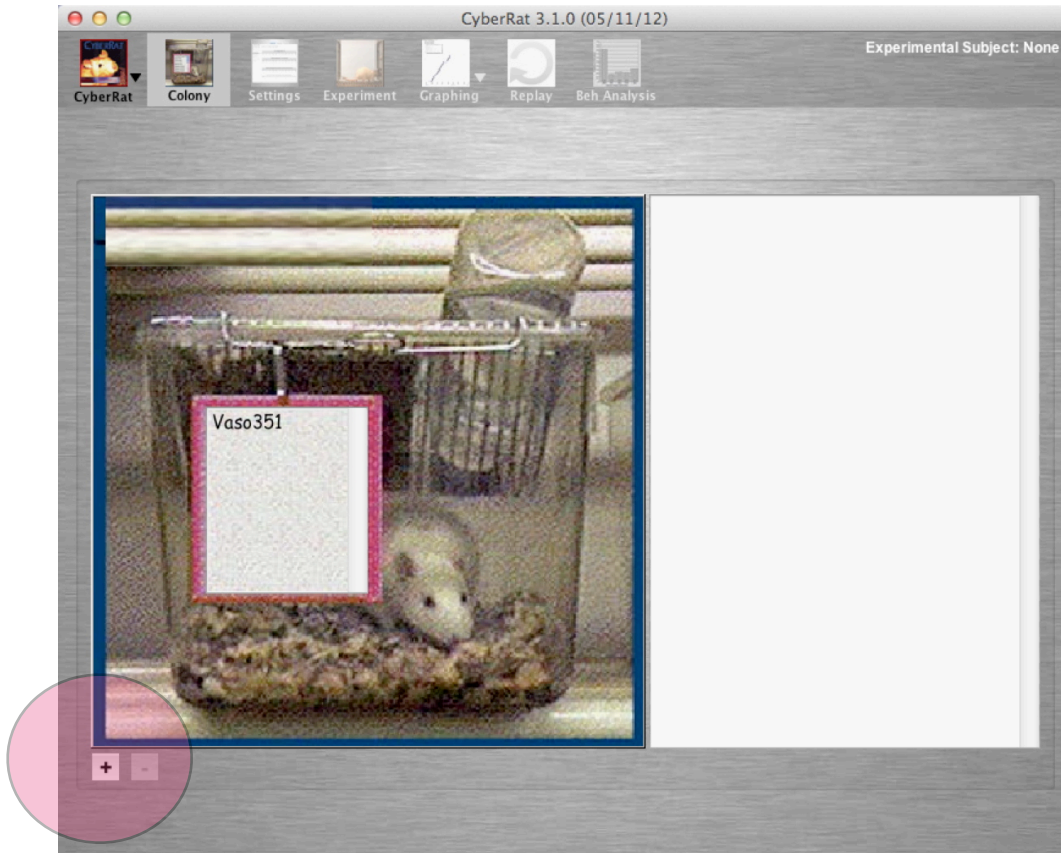 CyberRat 3.1.0 (05/11/12)
CYBERRAT
Experimental Subject: None
CyberRat Colony Settings Experiment Graphing Replay Beh Analysis
Vaso351
+ -